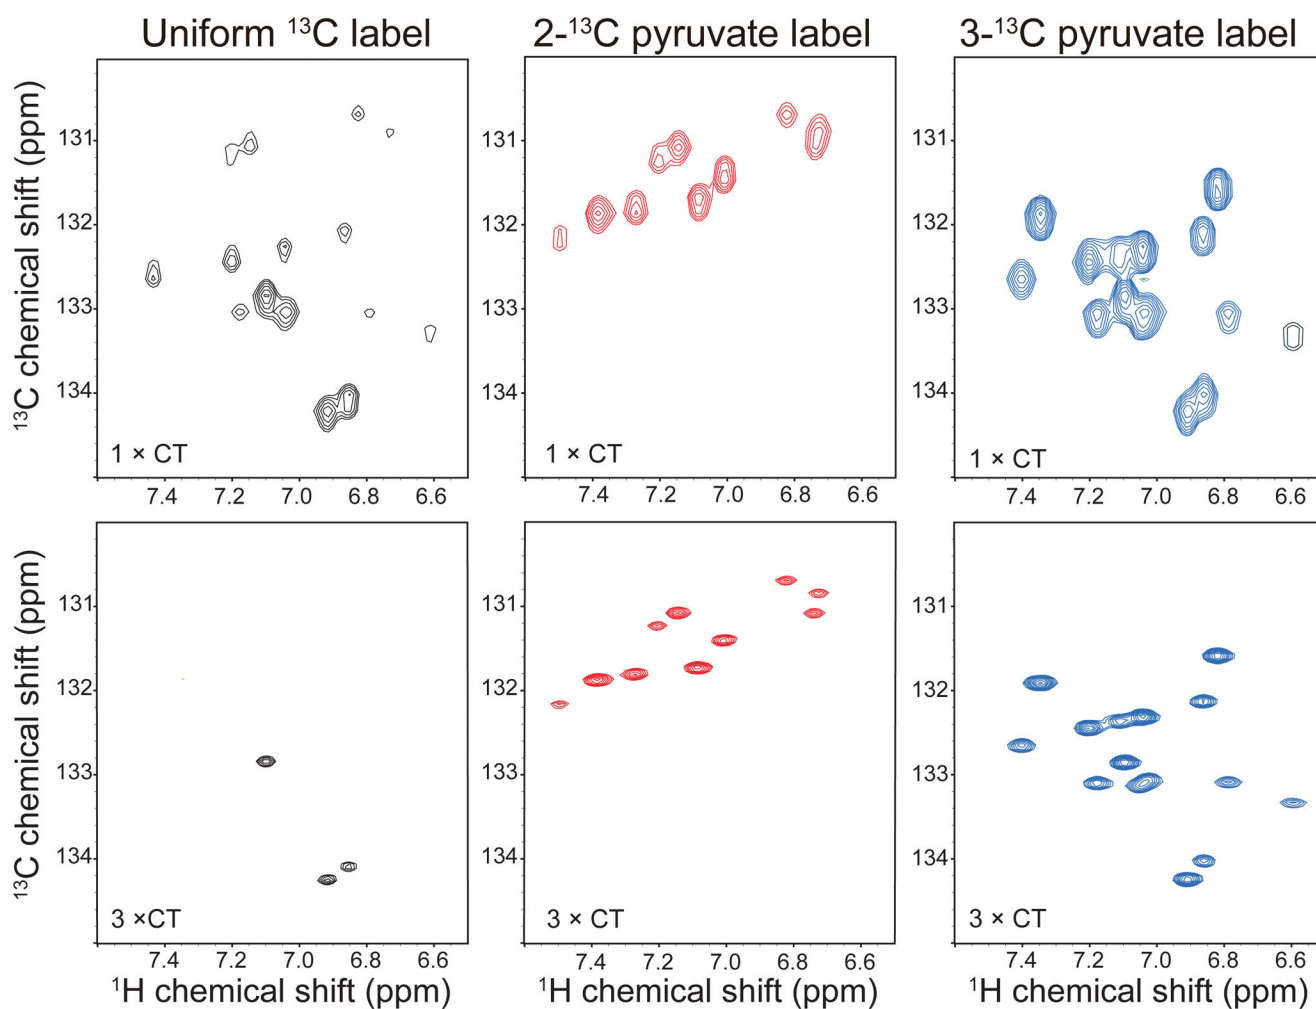 Uniform ¹³C label
2-¹³C pyruvate label
3-¹³C pyruvate label
¹³C chemical shift (ppm)
131
132
133
134
1 × CT
7.4 7.2 7.0 6.8 6.6
131
132
133
134
1 × CT
7.4 7.2 7.0 6.8 6.6
131
132
133
134
1 × CT
7.4 7.2 7.0 6.8 6.6
¹³C chemical shift (ppm)
131
132
133
134
3 ×CT
7.4 7.2 7.0 6.8 6.6
¹H chemical shift (ppm)
131
132
133
134
3 × CT
7.4 7.2 7.0 6.8 6.6
¹H chemical shift (ppm)
131
132
133
134
3 × CT
7.4 7.2 7.0 6.8 6.6
¹H chemical shift (ppm)